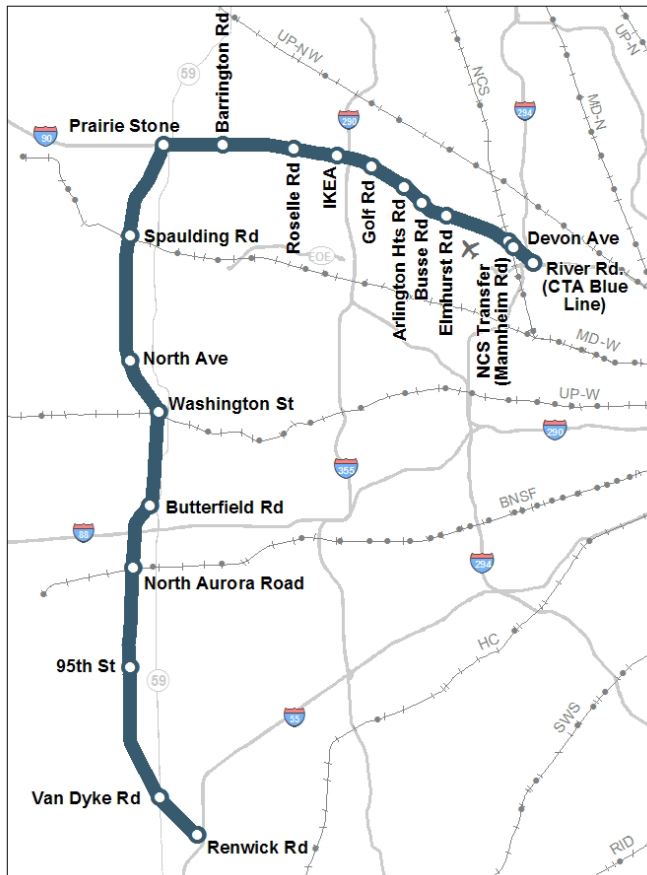 UP-NW
Barrington Rd
59
NCS
UP-N
MD-N
294
290
90
Prairie Stone
Roselle Rd
IKEA
Golf Rd
Arlington Hts Rd
Busse Rd
Elmhurst Rd
NCS Transfer
(Mannheim Rd)
Devon Ave
River Rd.
(CTA Blue
Line)
Spaulding Rd
EOE
MD-W
North Ave
Washington St
UP-W
290
355
Butterfield Rd
BNSF
88
North Aurora Road
294
HC
95th St
59
55
SWS
Van Dyke Rd
Renwick Rd
RID